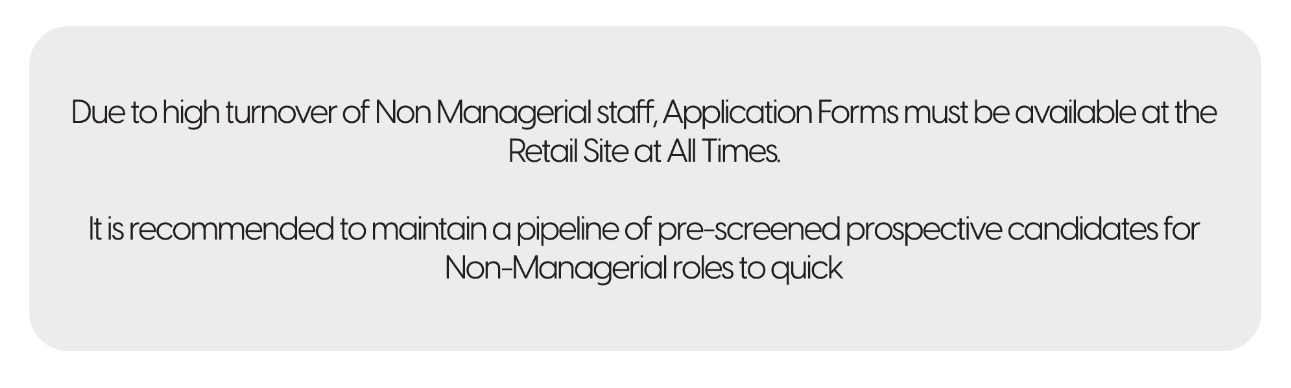 Due to high turnover of Non Managerial staff, Application Forms must be available at the
Retail Site at All Times.
It is recommended to maintain a pipeline of pre-screened prospective candidates for
Non-Managerial roles to quick